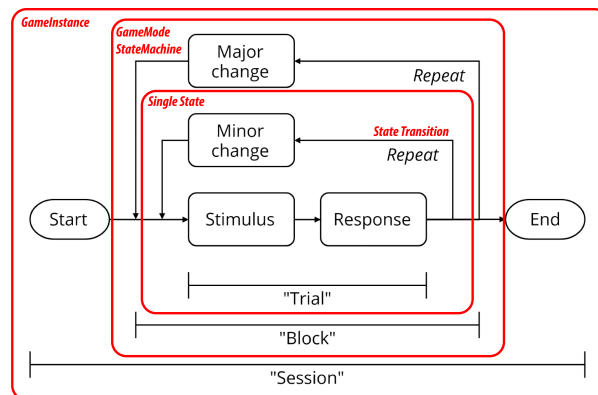 GameInstance
GameMode
StateMachine
Major
change
Repeat
Single State
Minor
change
State Transition
Repeat
Start
Stimulus
Response
End
"Trial"
"Block"
"Session"